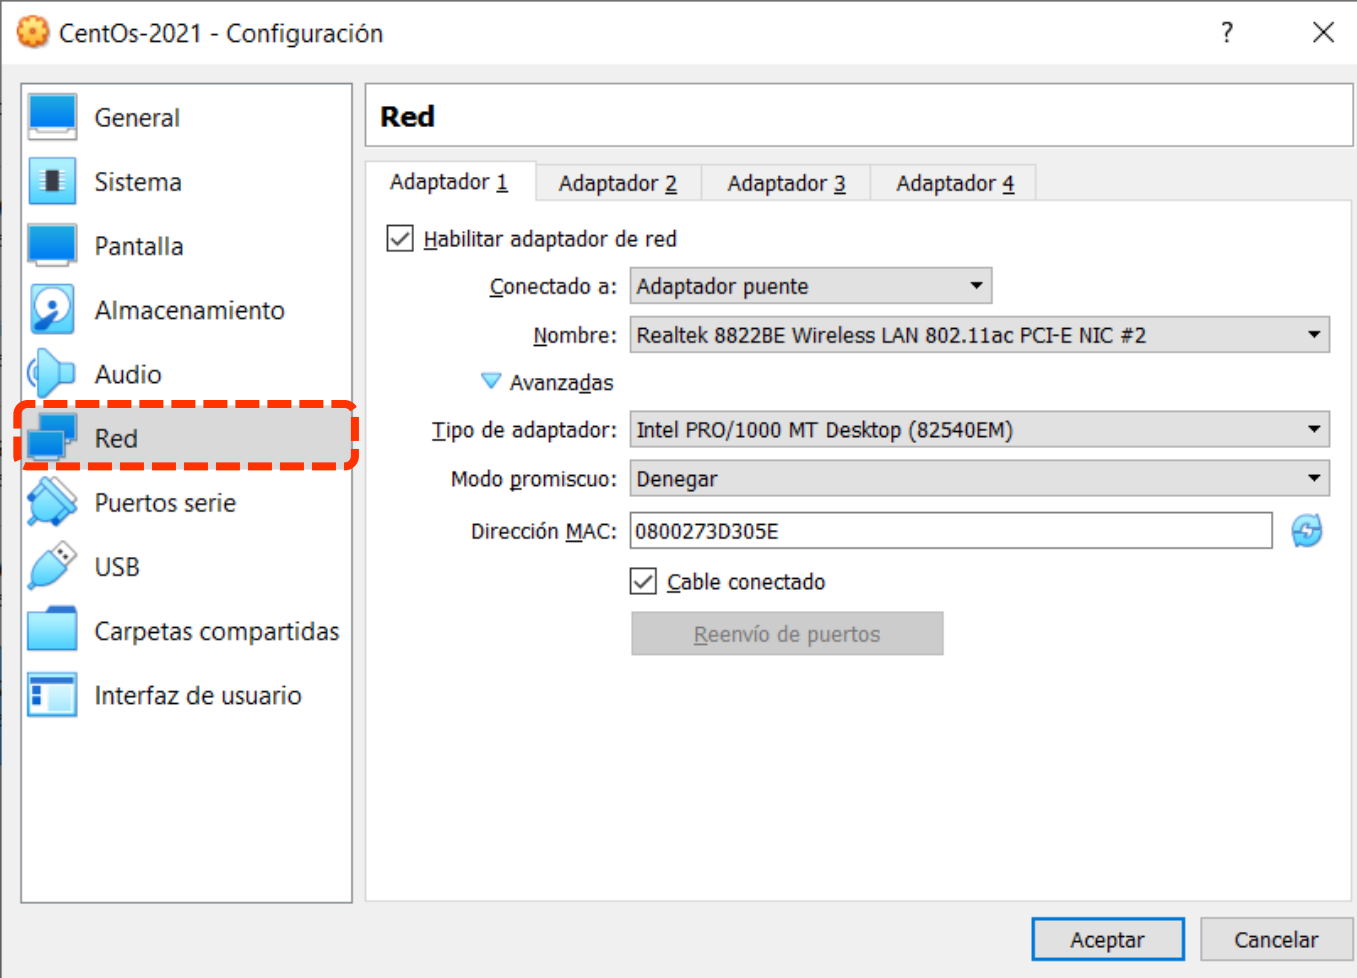 CentOs-2021 - Configuración
?
General
Sistema
Pantalla
Almacenamiento
Audio
Red
Puertos serie
USB
Carpetas compartidas
Interfaz de usuario
Red
Adaptador 1
Adaptador 2
Adaptador 3
Adaptador 4
Habilitar adaptador de red
Conectado a: Adaptador puente
Nombre: Realtek 8822BE Wireless LAN 802.11ac PCI-E NIC #2
Avanzadas
Tipo de adaptador: Intel PRO/1000 MT Desktop (82540EM)
Modo promiscuo: Denegar
Dirección MAC: 0800273D305E
Cable conectado
Reenvío de puertos
Aceptar
Cancelar